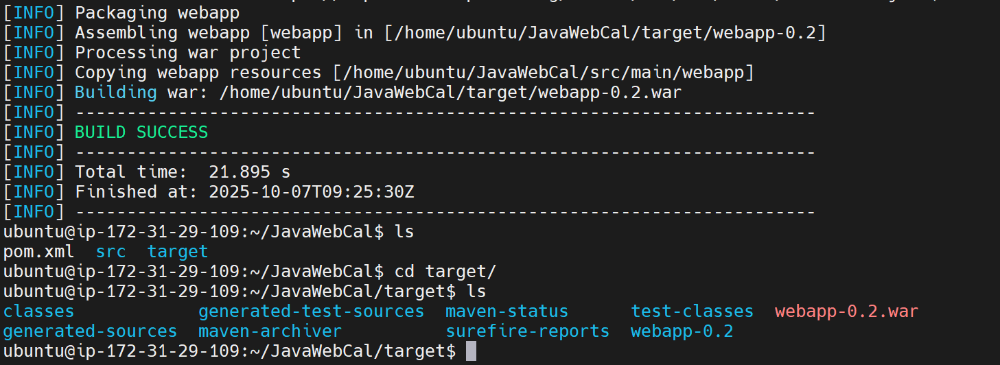 [INFO] Packaging webapp
[INFO] Assembling webapp [webapp] in [/home/ubuntu/JavaWebCal/target/webapp-0.2]
[INFO] Processing war project
[INFO] Copying webapp resources [/home/ubuntu/JavaWebCal/src/main/webapp]
[INFO] Building war: /home/ubuntu/JavaWebCal/target/webapp-0.2.war
[INFO] ------------------------------------------------------------------------
[INFO] BUILD SUCCESS
[INFO] ------------------------------------------------------------------------
[INFO] Total time:  21.895 s
[INFO] Finished at: 2025-10-07T09:25:30Z
[INFO] ------------------------------------------------------------------------
ubuntu@ip-172-31-29-109:~/JavaWebCal$ ls
pom.xml  src  target
ubuntu@ip-172-31-29-109:~/JavaWebCal$ cd target/
ubuntu@ip-172-31-29-109:~/JavaWebCal/target$ ls
classes            generated-test-sources  maven-status      test-classes  webapp-0.2.war
generated-sources  maven-archiver          surefire-reports  webapp-0.2
ubuntu@ip-172-31-29-109:~/JavaWebCal/target$